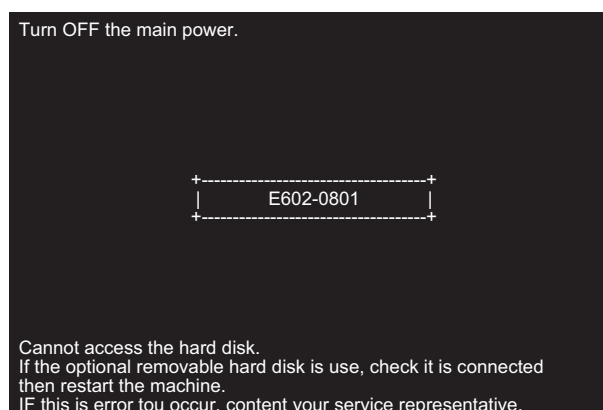 Turn OFF the main power.
+------------------------------------+
| E602-0801 |
+------------------------------------+
Cannot access the hard disk.
If the optional removable hard disk is use, check it is connected
then restart the machine.
IF this is error tou occur, content your service representative.